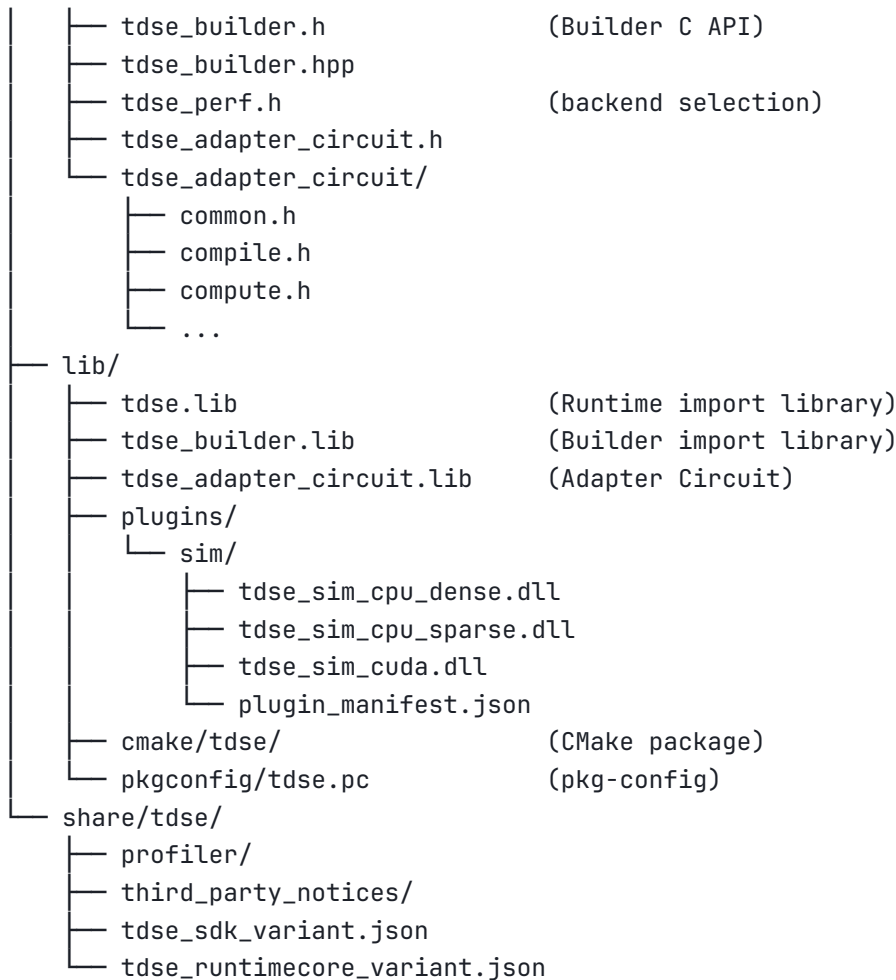 │   ├── tdse_builder.h              (Builder C API)
│   ├── tdse_builder.hpp
│   ├── tdse_perf.h                 (backend selection)
│   ├── tdse_adapter_circuit.h
│   └── tdse_adapter_circuit/
│       ├── common.h
│       ├── compile.h
│       ├── compute.h
│       └── ...
├── lib/
│   ├── tdse.lib                    (Runtime import library)
│   ├── tdse_builder.lib            (Builder import library)
│   ├── tdse_adapter_circuit.lib    (Adapter Circuit)
│   ├── plugins/
│   │   └── sim/
│   │       ├── tdse_sim_cpu_dense.dll
│   │       ├── tdse_sim_cpu_sparse.dll
│   │       ├── tdse_sim_cuda.dll
│   │       └── plugin_manifest.json
│   ├── cmake/tdse/                 (CMake package)
│   └── pkgconfig/tdse.pc           (pkg-config)
└── share/tdse/
    ├── profiler/
    ├── third_party_notices/
    ├── tdse_sdk_variant.json
    └── tdse_runtimecore_variant.json